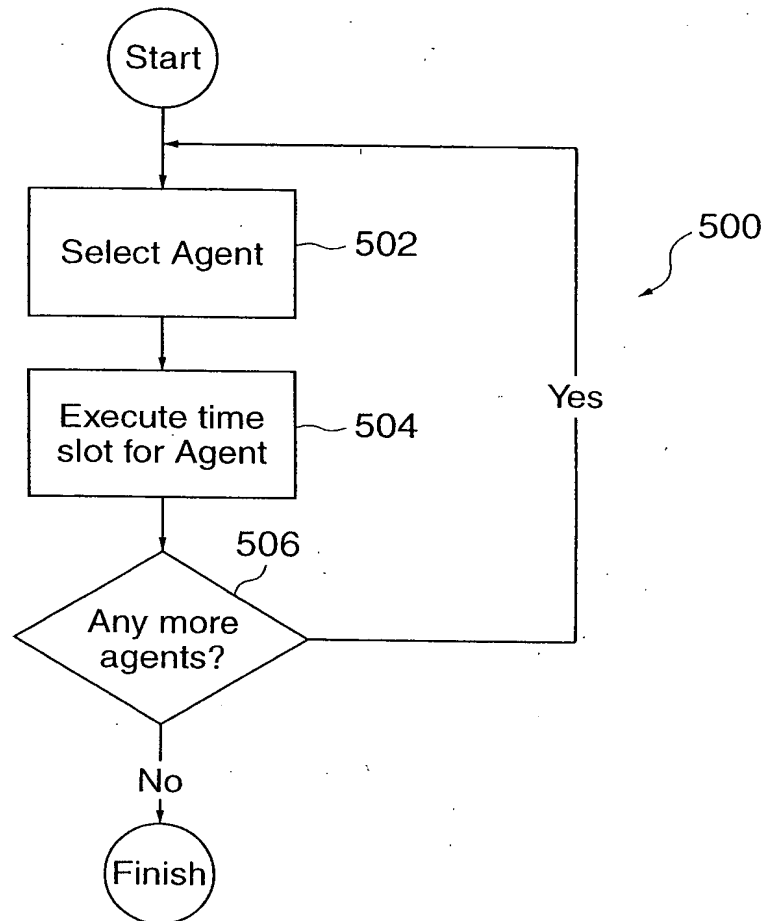 Start
Select Agent
502
500
Execute time
slot for Agent
504
Yes
506
Any more
agents?
No
Finish